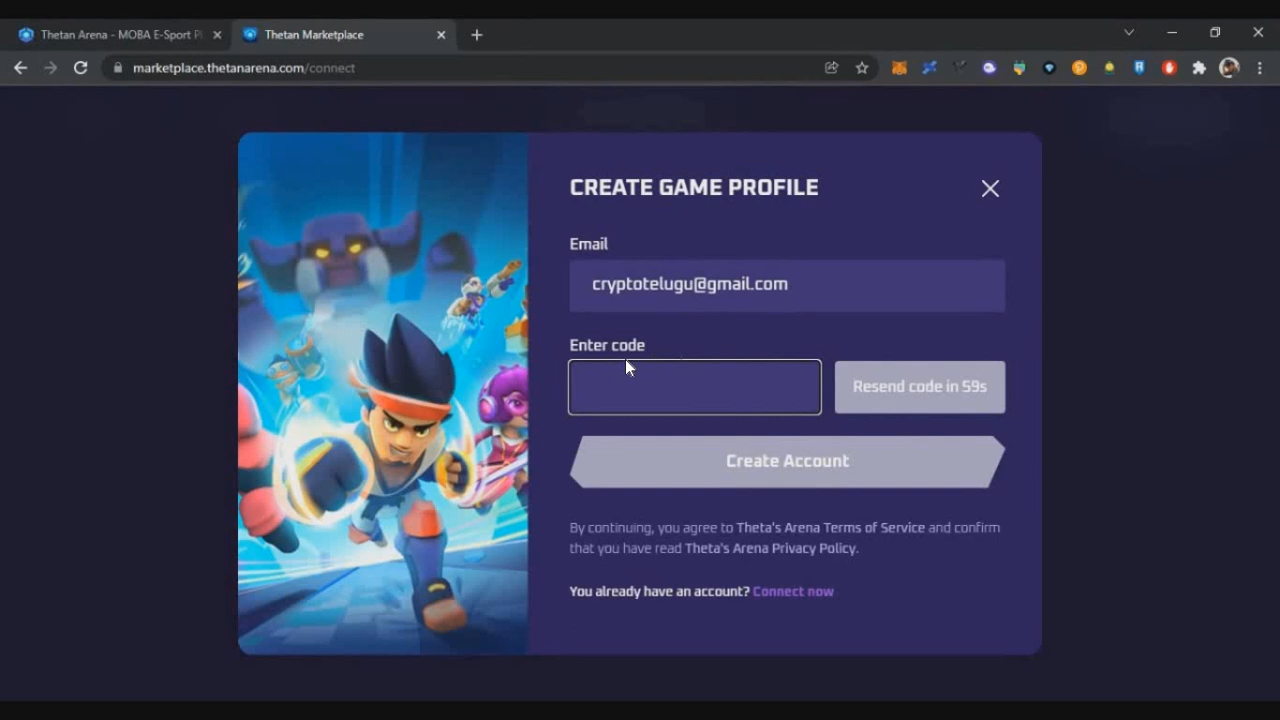 Thetan Arena - MOBA E-Sport P
Thetan Marketplace
marketplace.thetanarena.com/connect
CREATE GAME PROFILE
Email
cryptotelugu@gmail.com
Enter code
Resend code in 59s
Create Account
By continuing, you agree to Theta's Arena Terms of Service and confirm
that you have read Theta's Arena Privacy Policy.
You already have an account? Connect now